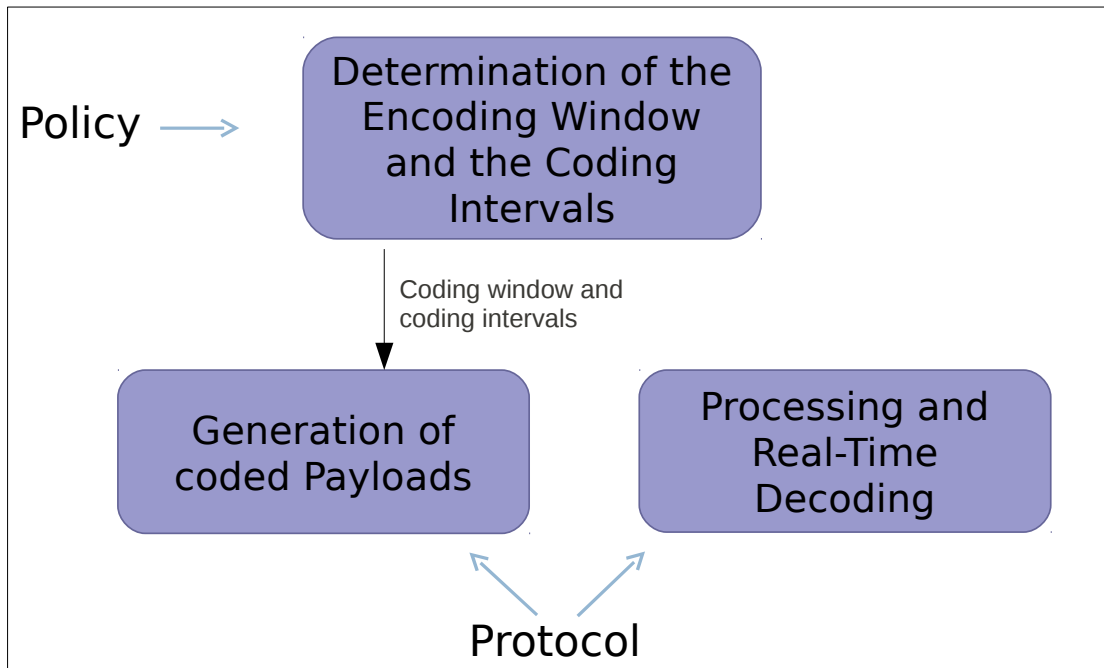 Determination of the
Encoding Window
and the Coding
Intervals
Policy
Coding window and
coding intervals
Generation of
coded Payloads
Processing and
Real-Time
Decoding
Protocol